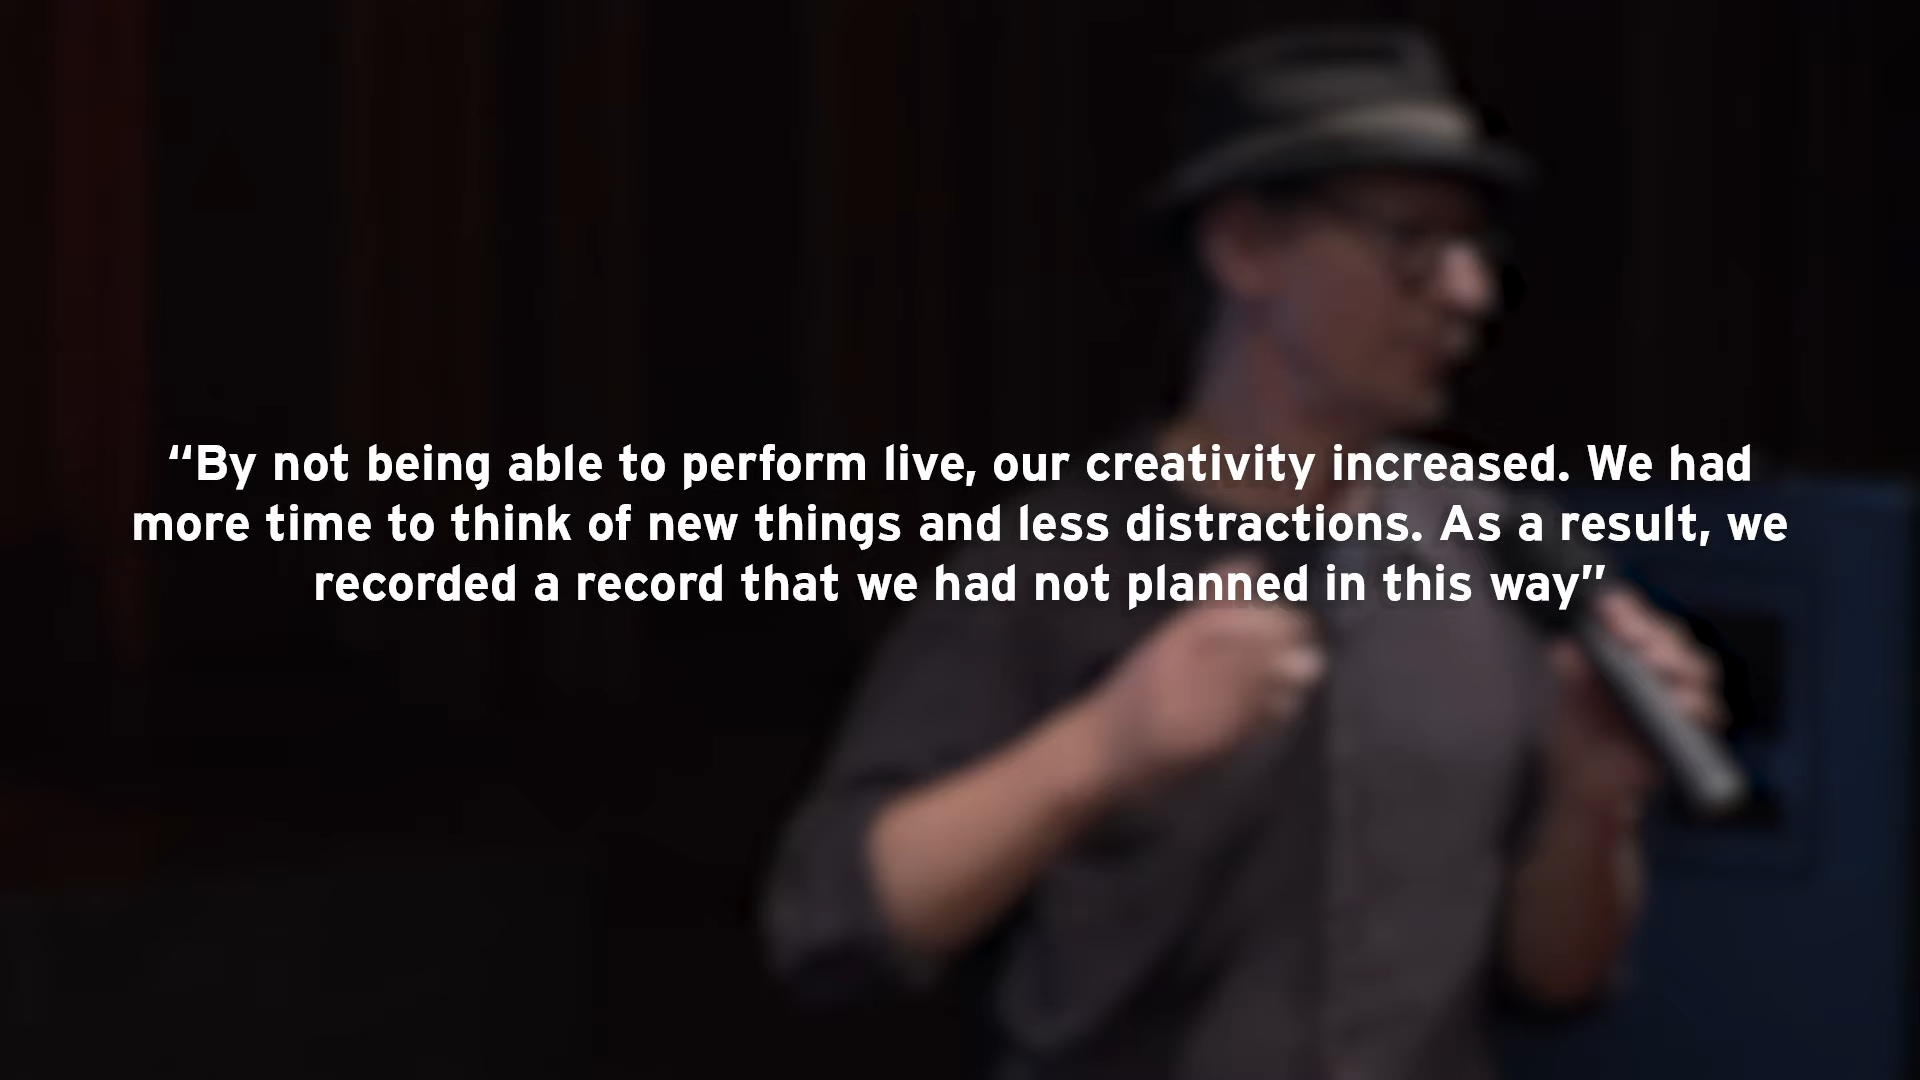 “By not being able to perform live, our creativity increased. We had
more time to think of new things and less distractions. As a result, we
recorded a record that we had not planned in this way”